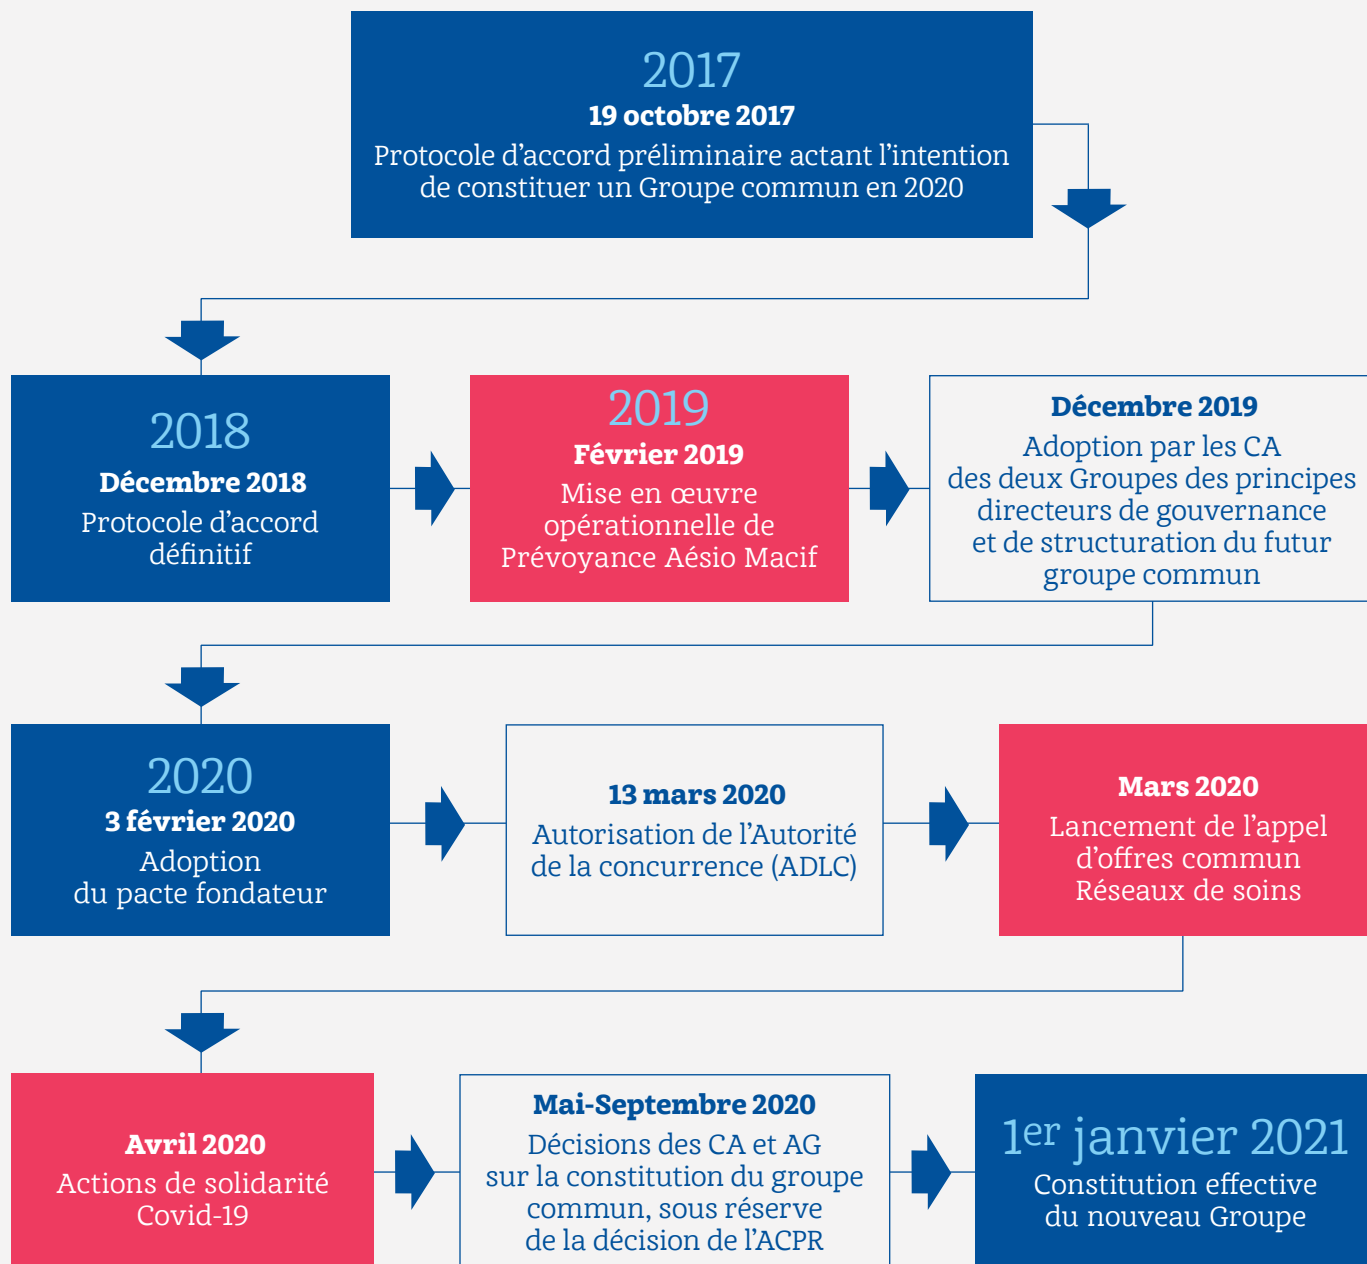 2017
19 octobre 2017
Protocole d’accord préliminaire actant l’intention
de constituer un Groupe commun en 2020
2018
Décembre 2018
Protocole d’accord
définitif
2019
Février 2019
Mise en œuvre
opérationnelle de
Prévoyance Aésio Macif
Décembre 2019
Adoption par les CA
des deux Groupes des principes
directeurs de gouvernance
et de structuration du futur
groupe commun
2020
3 février 2020
Adoption
du pacte fondateur
13 mars 2020
Autorisation de l’Autorité
de la concurrence (ADLC)
Mars 2020
Lancement de l’appel
d’offres commun
Réseaux de soins
Avril 2020
Actions de solidarité
Covid-19
Mai-Septembre 2020
Décisions des CA et AG
sur la constitution du groupe
commun, sous réserve
de la décision de l’ACPR
1er janvier 2021
Constitution effective
du nouveau Groupe